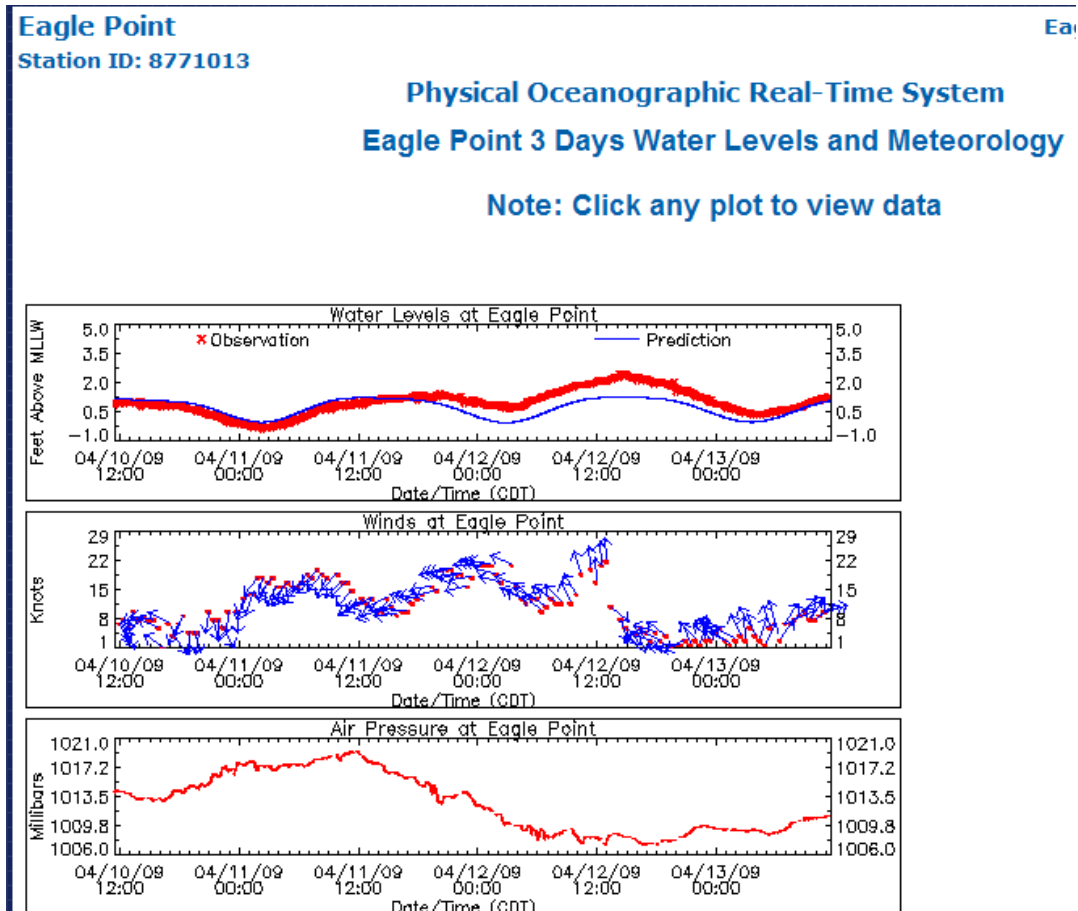 Eagle Point
Eag
Station ID: 8771013
Physical Oceanographic Real-Time System
Eagle Point 3 Days Water Levels and Meteorology
Note: Click any plot to view data
Water Levels at Eagle Point
Feet Above MLLW
5.0 × Observation Prediction 5.0
3.5 3.5
2.0 2.0
0.5 0.5
-1.0 -1.0
04/10/09 04/11/09 04/11/09 04/12/09 04/12/09 04/13/09
12:00 00:00 12:00 00:00 12:00 00:00
Date/Time (CDT)
Winds at Eagle Point
Knots
29 29
22 22
15 15
8 8
1 1
04/10/09 04/11/09 04/11/09 04/12/09 04/12/09 04/13/09
12:00 00:00 12:00 00:00 12:00 00:00
Date/Time (CDT)
Air Pressure at Eagle Point
Millibars
1021.0 1021.0
1017.2 1017.2
1013.5 1013.5
1009.8 1009.8
1006.0 1006.0
04/10/09 04/11/09 04/11/09 04/12/09 04/12/09 04/13/09
12:00 00:00 12:00 00:00 12:00 00:00
Date/Time (CDT)